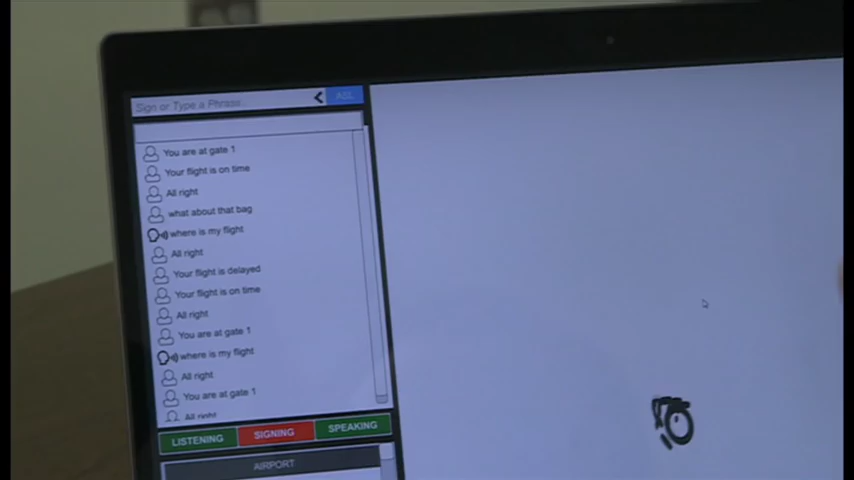 Sign or Type a Phrase..
ASL
You are at gate 1
Your flight is on time
All right
what about that bag
where is my flight
All right
Your flight is delayed
Your flight is on time
All right
You are at gate 1
where is my flight
All right
You are at gate 1
All right
LISTENING SIGNING SPEAKING
AIRPORT